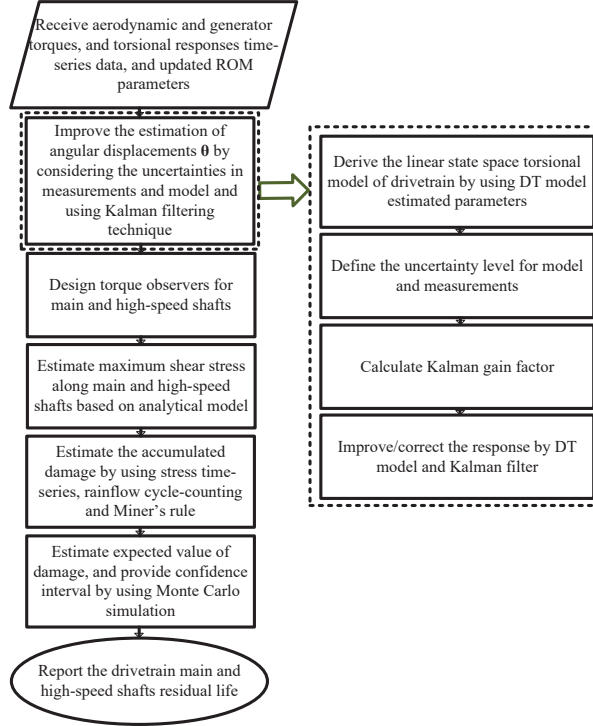 Receive aerodynamic and generator
torques, and torsional responses time-
series data, and updated ROM
parameters
Improve the estimation of
angular displacements θ by
considering the uncertainties in
measurements and model and
using Kalman filtering
technique
Design torque observers for
main and high-speed shafts
Estimate maximum shear stress
along main and high-speed
shafts based on analytical model
Estimate the accumulated
damage by using stress time-
series, rainflow cycle-counting
and Miner's rule
Estimate expected value of
damage, and provide confidence
interval by using Monte Carlo
simulation
Report the drivetrain main and
high-speed shafts residual life
Derive the linear state space torsional
model of drivetrain by using DT model
estimated parameters
Define the uncertainty level for model
and measurements
Calculate Kalman gain factor
Improve/correct the response by DT
model and Kalman filter